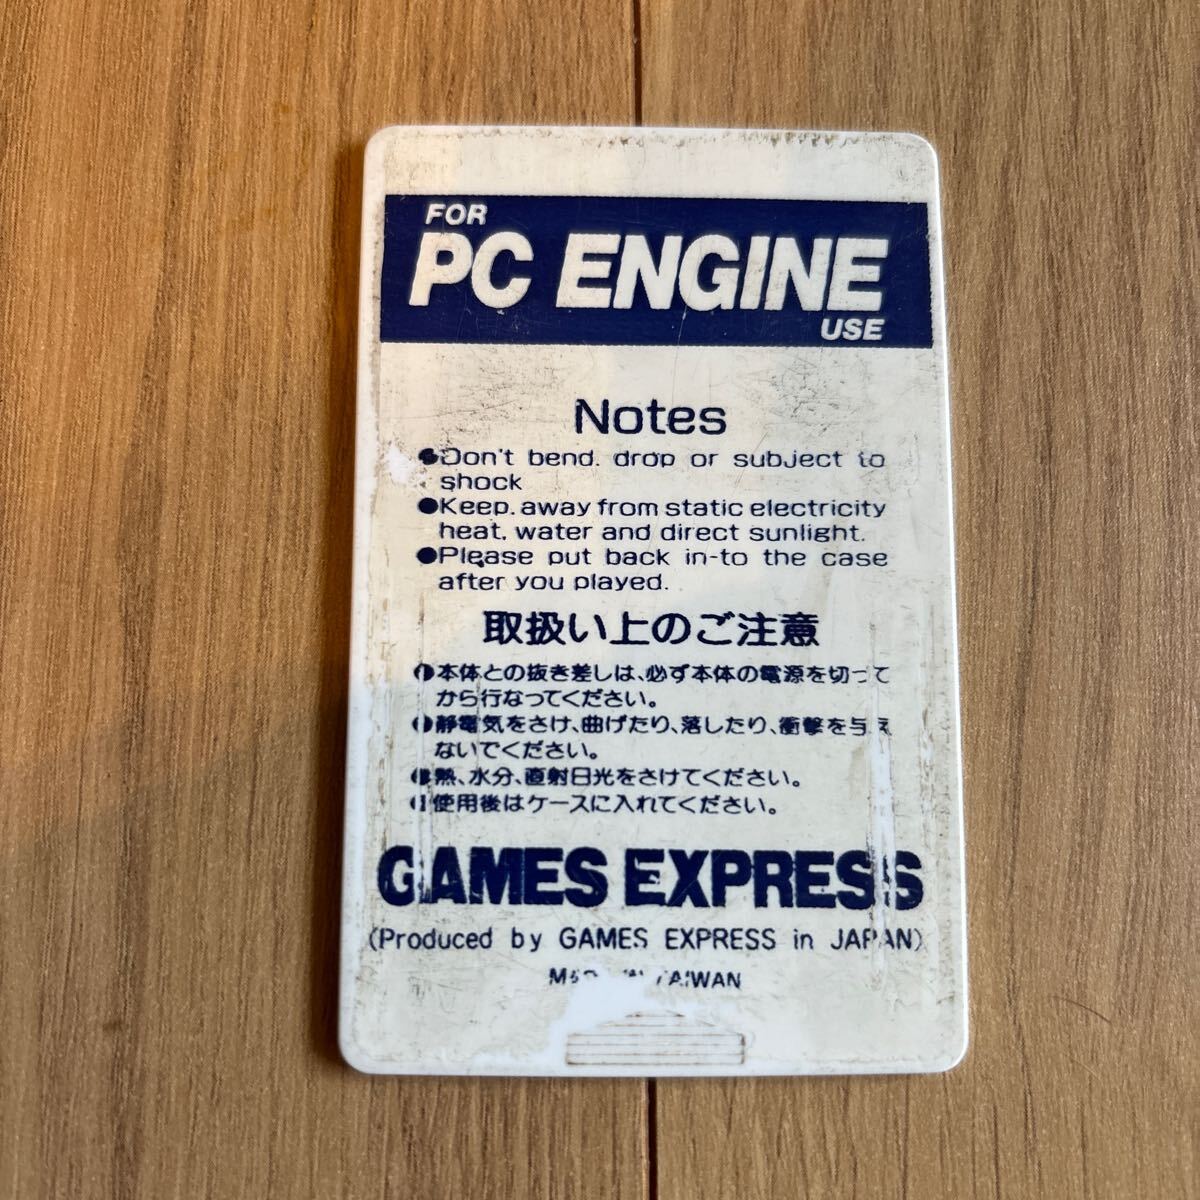 FOR
PC ENGINE
USE
Notes
●Don't bend. drop or subject to
shock
●Keep. away from static electricity
heat, water and direct sunlight.
●Please put back in-to the case
after you played.
取扱い上のご注意
●本体との抜き差しは、必ず本体の電源を切って
から行なってください。
●静電気をさけ、曲げたり、落したり、衝撃を与え
ないでください。
●熱、水分、直射日光をさけてください。
●使用後はケースに入れてください。
GAMES EXPRESS
(Produced by GAMES EXPRESS in JAPAN)
MADE IN TAIWAN